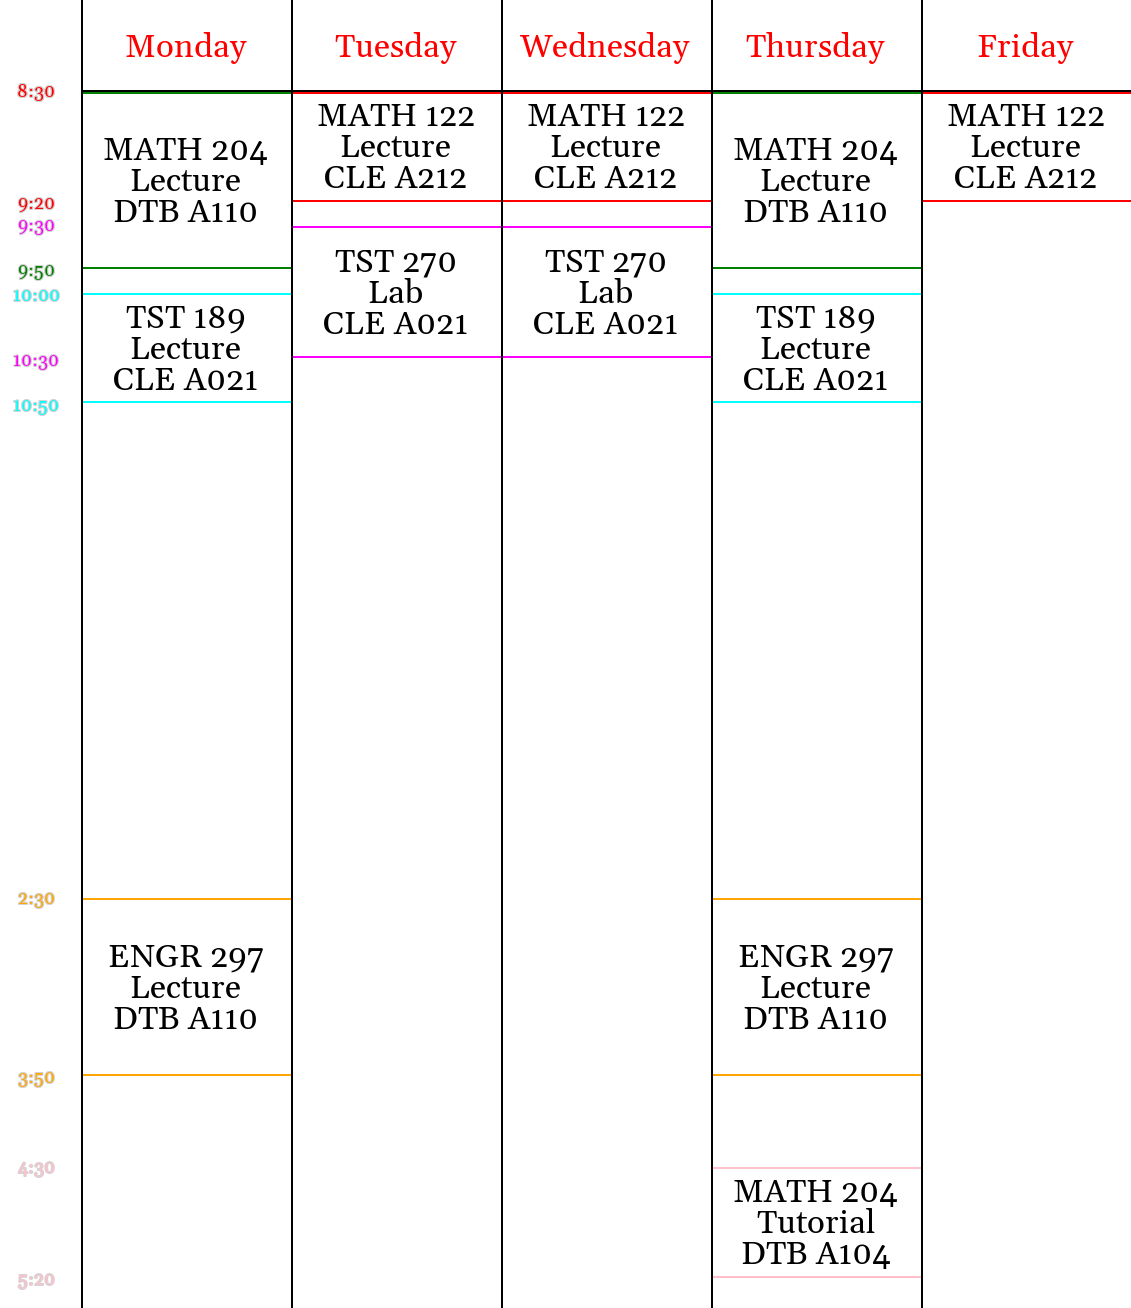 Monday
Tuesday
Wednesday
Thursday
Friday
8:30
9:20
9:30
9:50
10:00
10:30
10:50
2:30
3:50
4:30
5:20
MATH 204
Lecture
DTB A110
TST 189
Lecture
CLE A021
ENGR 297
Lecture
DTB A110
MATH 122
Lecture
CLE A212
TST 270
Lab
CLE A021
MATH 122
Lecture
CLE A212
TST 270
Lab
CLE A021
MATH 204
Lecture
DTB A110
TST 189
Lecture
CLE A021
ENGR 297
Lecture
DTB A110
MATH 204
Tutorial
DTB A104
MATH 122
Lecture
CLE A212